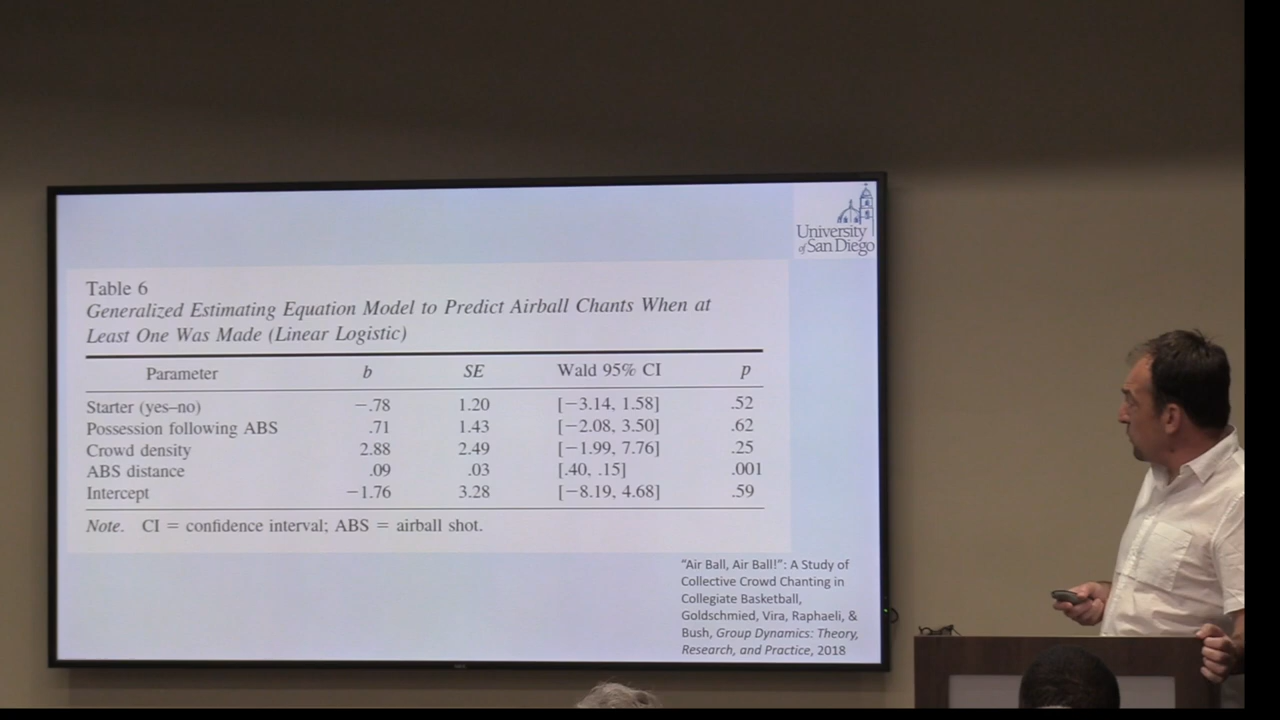 University
of San Diego
Table 6
Generalized Estimating Equation Model to Predict Airball Chants When at
Least One Was Made (Linear Logistic)
Parameter b SE Wald 95% CI p
Starter (yes–no) −.78 1.20 [−3.14, 1.58] .52
Possession following ABS .71 1.43 [−2.08, 3.50] .62
Crowd density 2.88 2.49 [−1.99, 7.76] .25
ABS distance .09 .03 [.40, .15] .001
Intercept −1.76 3.28 [−8.19, 4.68] .59
Note. CI = confidence interval; ABS = airball shot.
“Air Ball, Air Ball!”: A Study of
Collective Crowd Chanting in
Collegiate Basketball,
Goldschmied, Vira, Raphaeli, &
Bush, Group Dynamics: Theory,
Research, and Practice, 2018